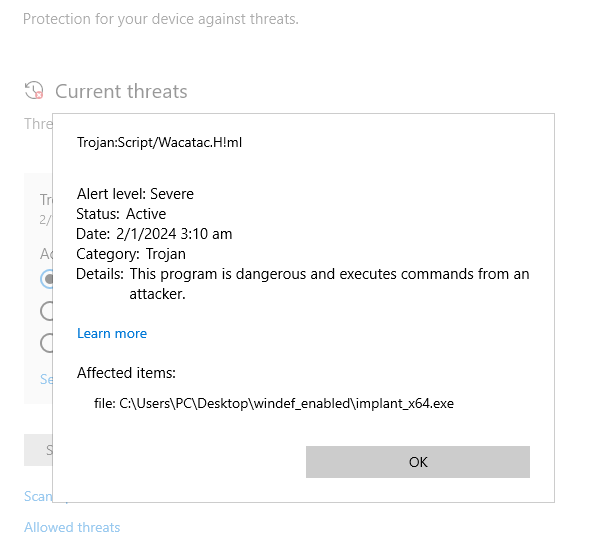 Protection for your device against threats.
Current threats
Thre
Trojan:Script/Wacatac.H!ml
Alert level: Severe
Status: Active
Date: 2/1/2024 3:10 am
Category: Trojan
Details: This program is dangerous and executes commands from an
attacker.
Learn more
Affected items:
file: C:\Users\PC\Desktop\windef_enabled\implant_x64.exe
OK
Tr
2/
Ac
Se
S
Scan
Allowed threats